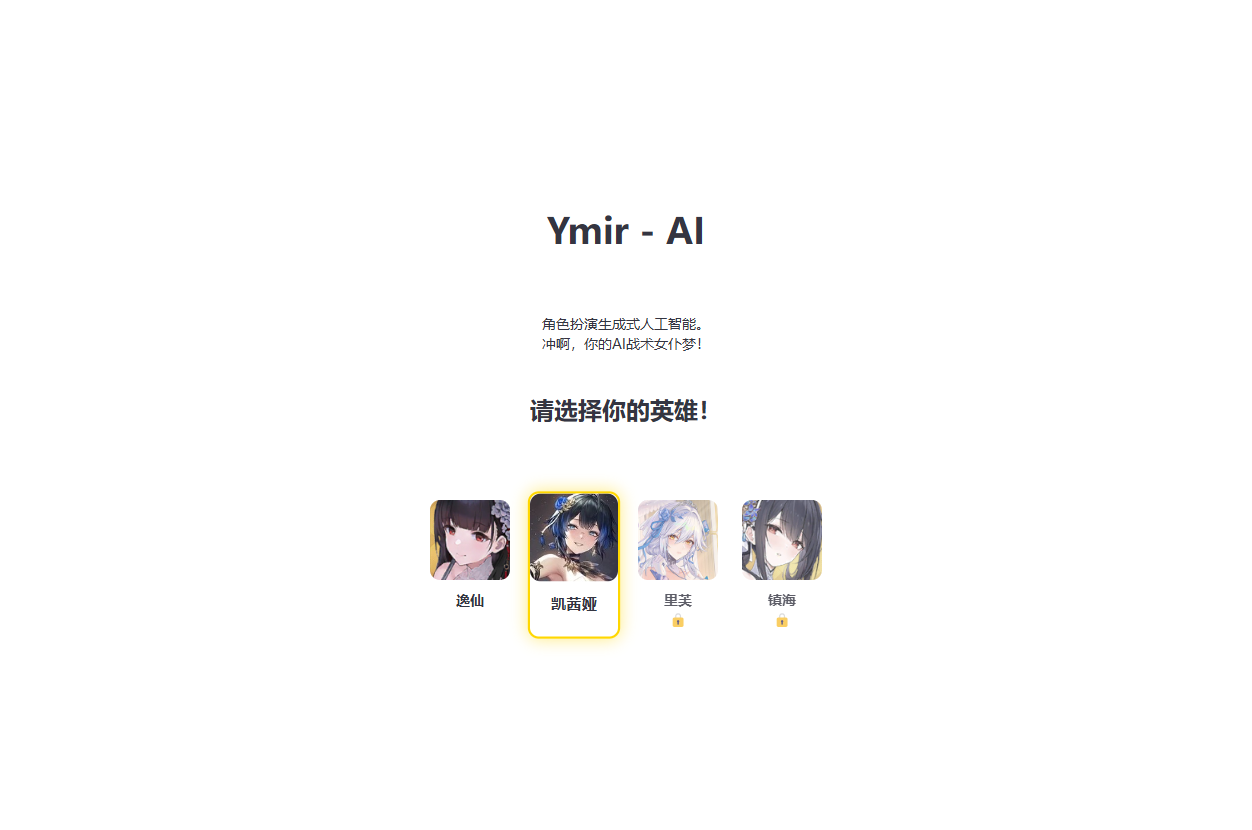 Ymir - AI
角色扮演生成式人工智能。
冲啊，你的AI战术女仆梦！
请选择你的英雄！
逸仙
凯茜娅
里芙
镇海